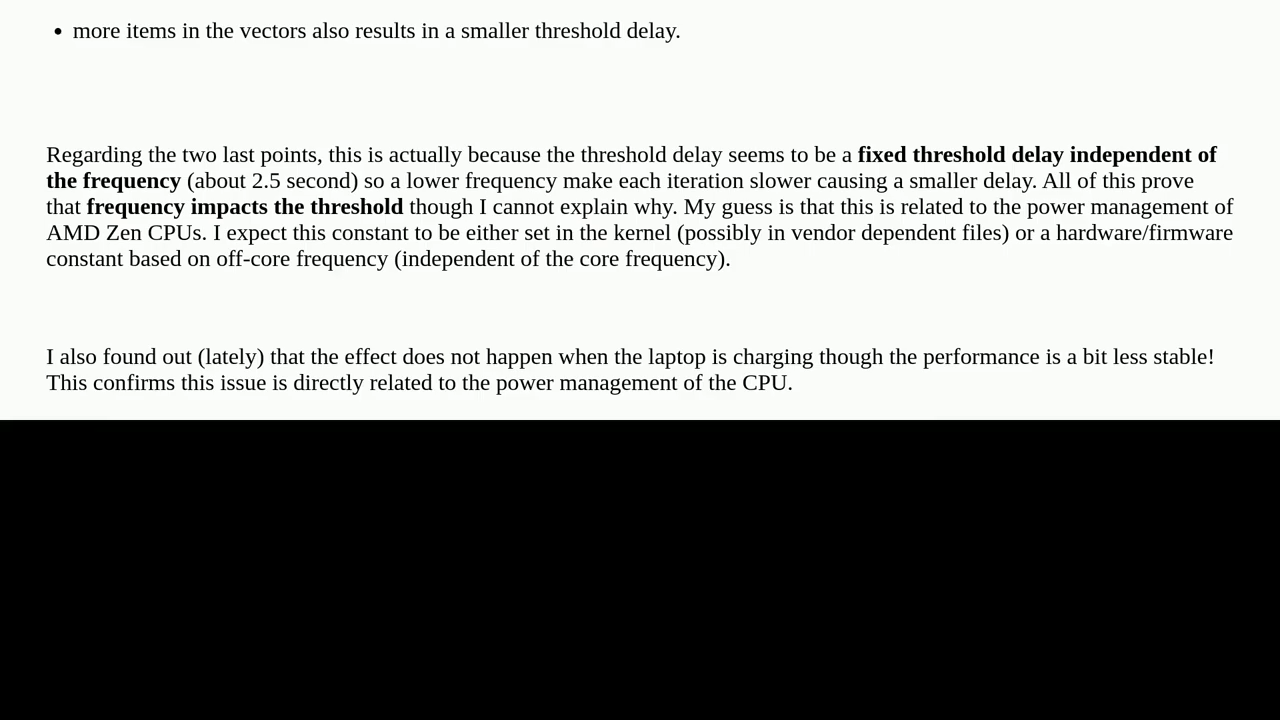 • more items in the vectors also results in a smaller threshold delay.
Regarding the two last points, this is actually because the threshold delay seems to be a fixed threshold delay independent of
the frequency (about 2.5 second) so a lower frequency make each iteration slower causing a smaller delay. All of this prove
that frequency impacts the threshold though I cannot explain why. My guess is that this is related to the power management of
AMD Zen CPUs. I expect this constant to be either set in the kernel (possibly in vendor dependent files) or a hardware/firmware
constant based on off-core frequency (independent of the core frequency).
I also found out (lately) that the effect does not happen when the laptop is charging though the performance is a bit less stable!
This confirms this issue is directly related to the power management of the CPU.